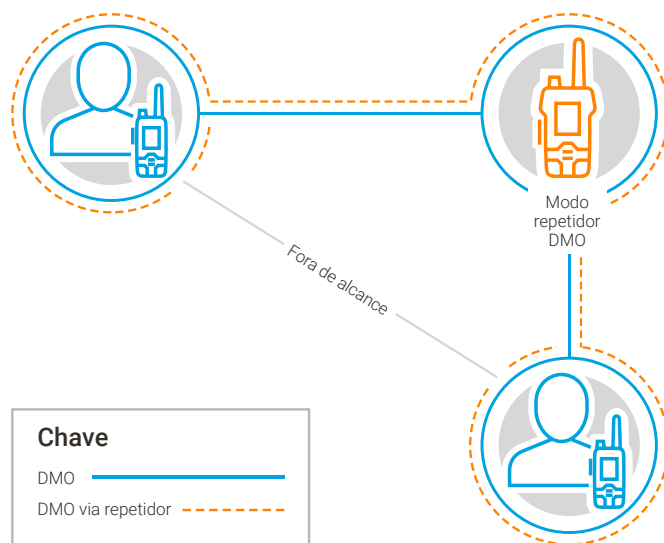 Modo
repetidor
DMO
Fora de alcance
Chave
DMO
DMO via repetidor